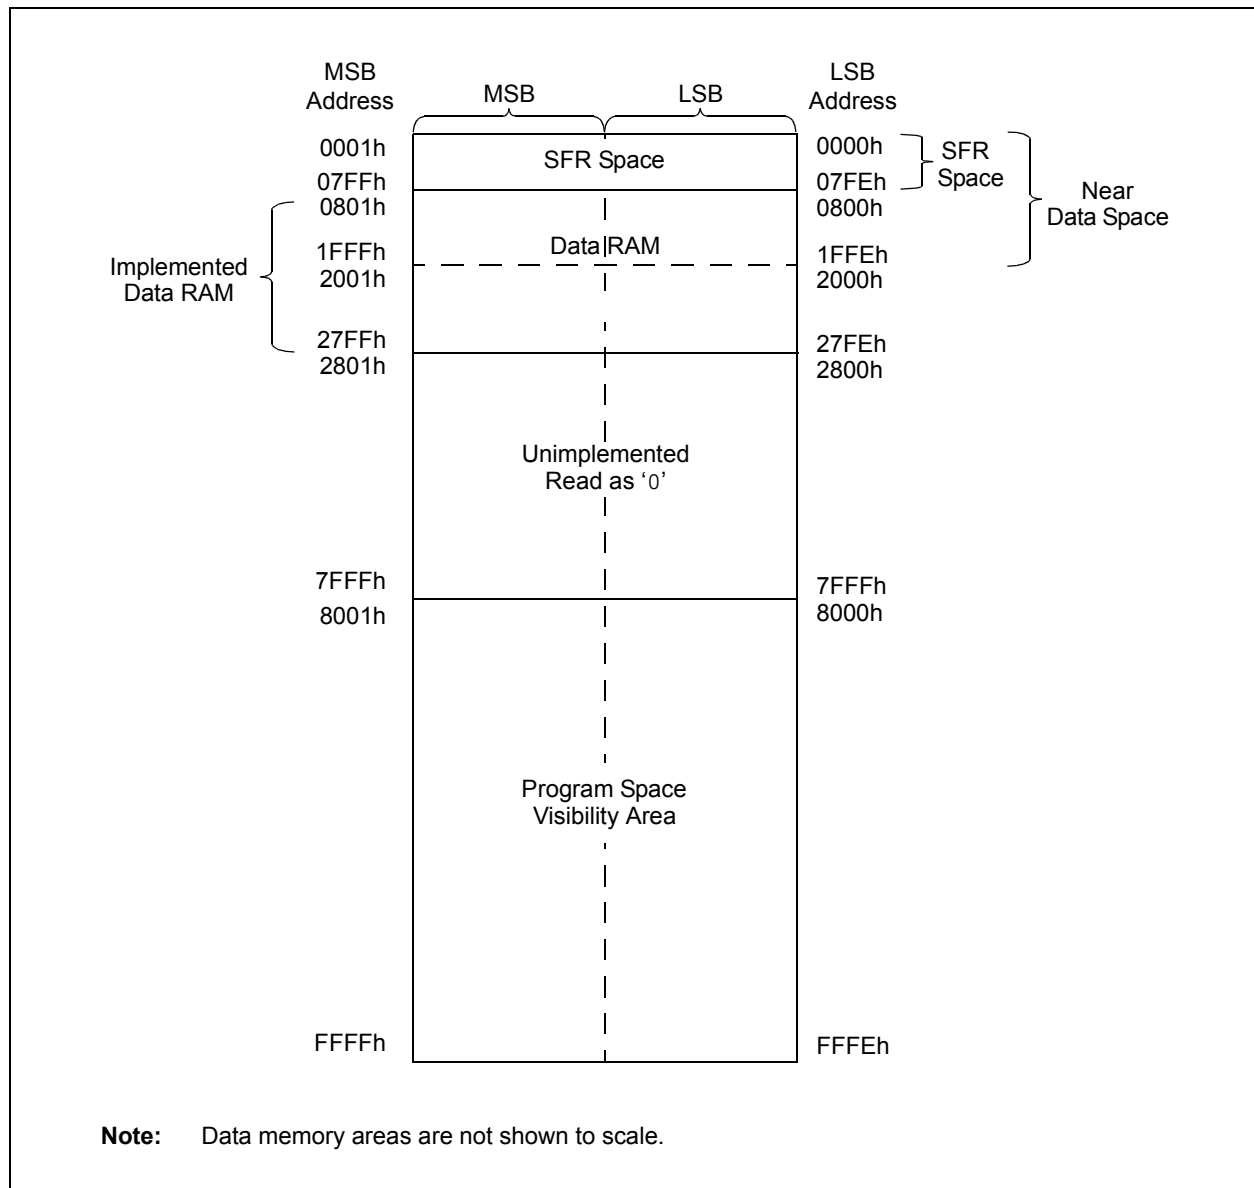 MSB
Address
MSB
LSB
LSB
Address
0001h
SFR Space
0000h
SFR
Space
07FFh
07FEh
0801h
0800h
Near
Data Space
Implemented
Data RAM
1FFFh
Data RAM
1FFEh
2001h
2000h
27FFh
27FEh
2801h
2800h
Unimplemented
Read as ‘0’
7FFFh
7FFFh
8001h
8000h
Program Space
Visibility Area
FFFFh
FFFEh
Note: Data memory areas are not shown to scale.